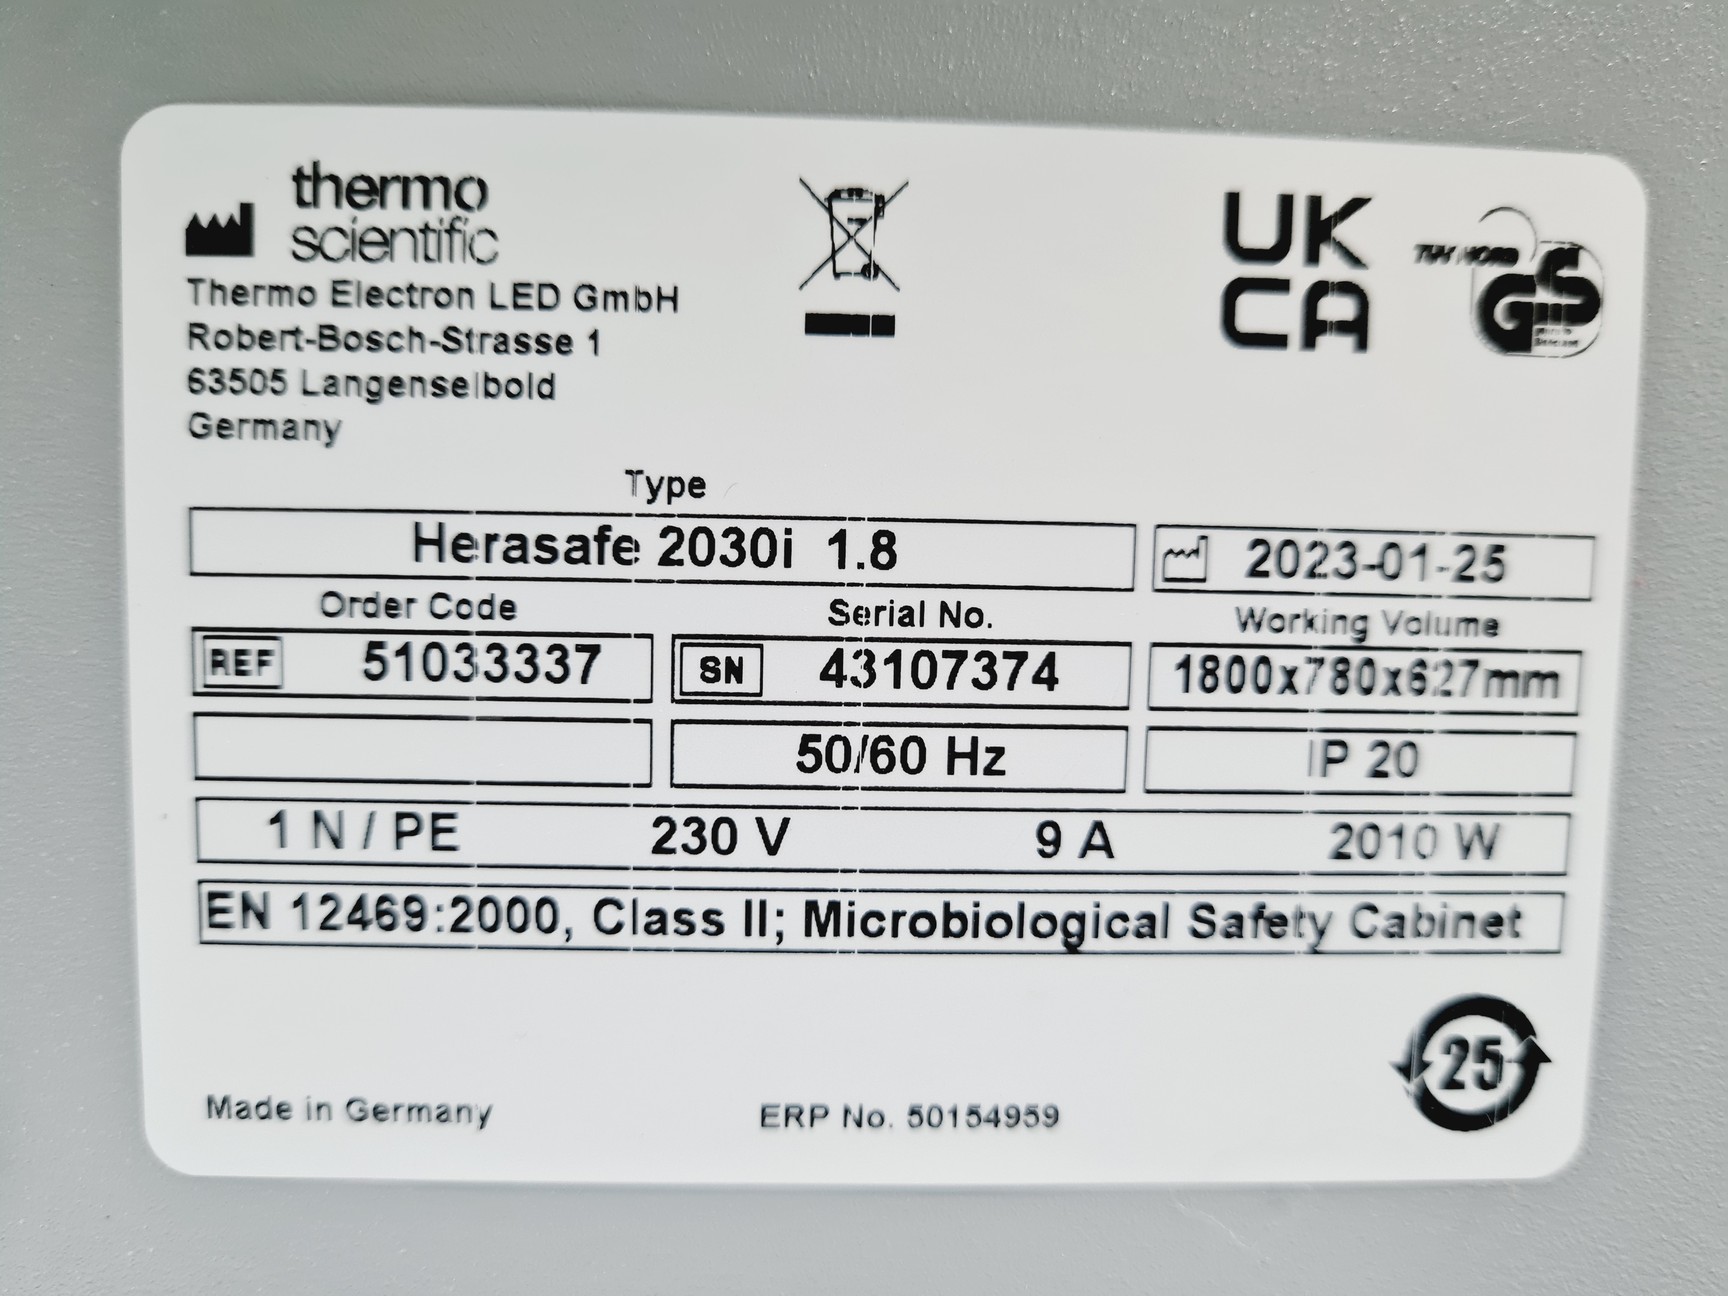 thermo
scientific
Thermo Electron LED GmbH
Robert-Bosch-Strasse 1
63505 Langenselbold
Germany
UK
CA
TÜV NORD
GS
Type
Herasafe 2030i 1.8
2023-01-25
Order Code
Serial No.
Working Volume
REF 51033337
SN 43107374
1800x780x627mm
50/60 Hz
IP 20
1 N / PE 230 V 9 A 2010 W
EN 12469:2000, Class II; Microbiological Safety Cabinet
25
Made in Germany
ERP No. 50154959